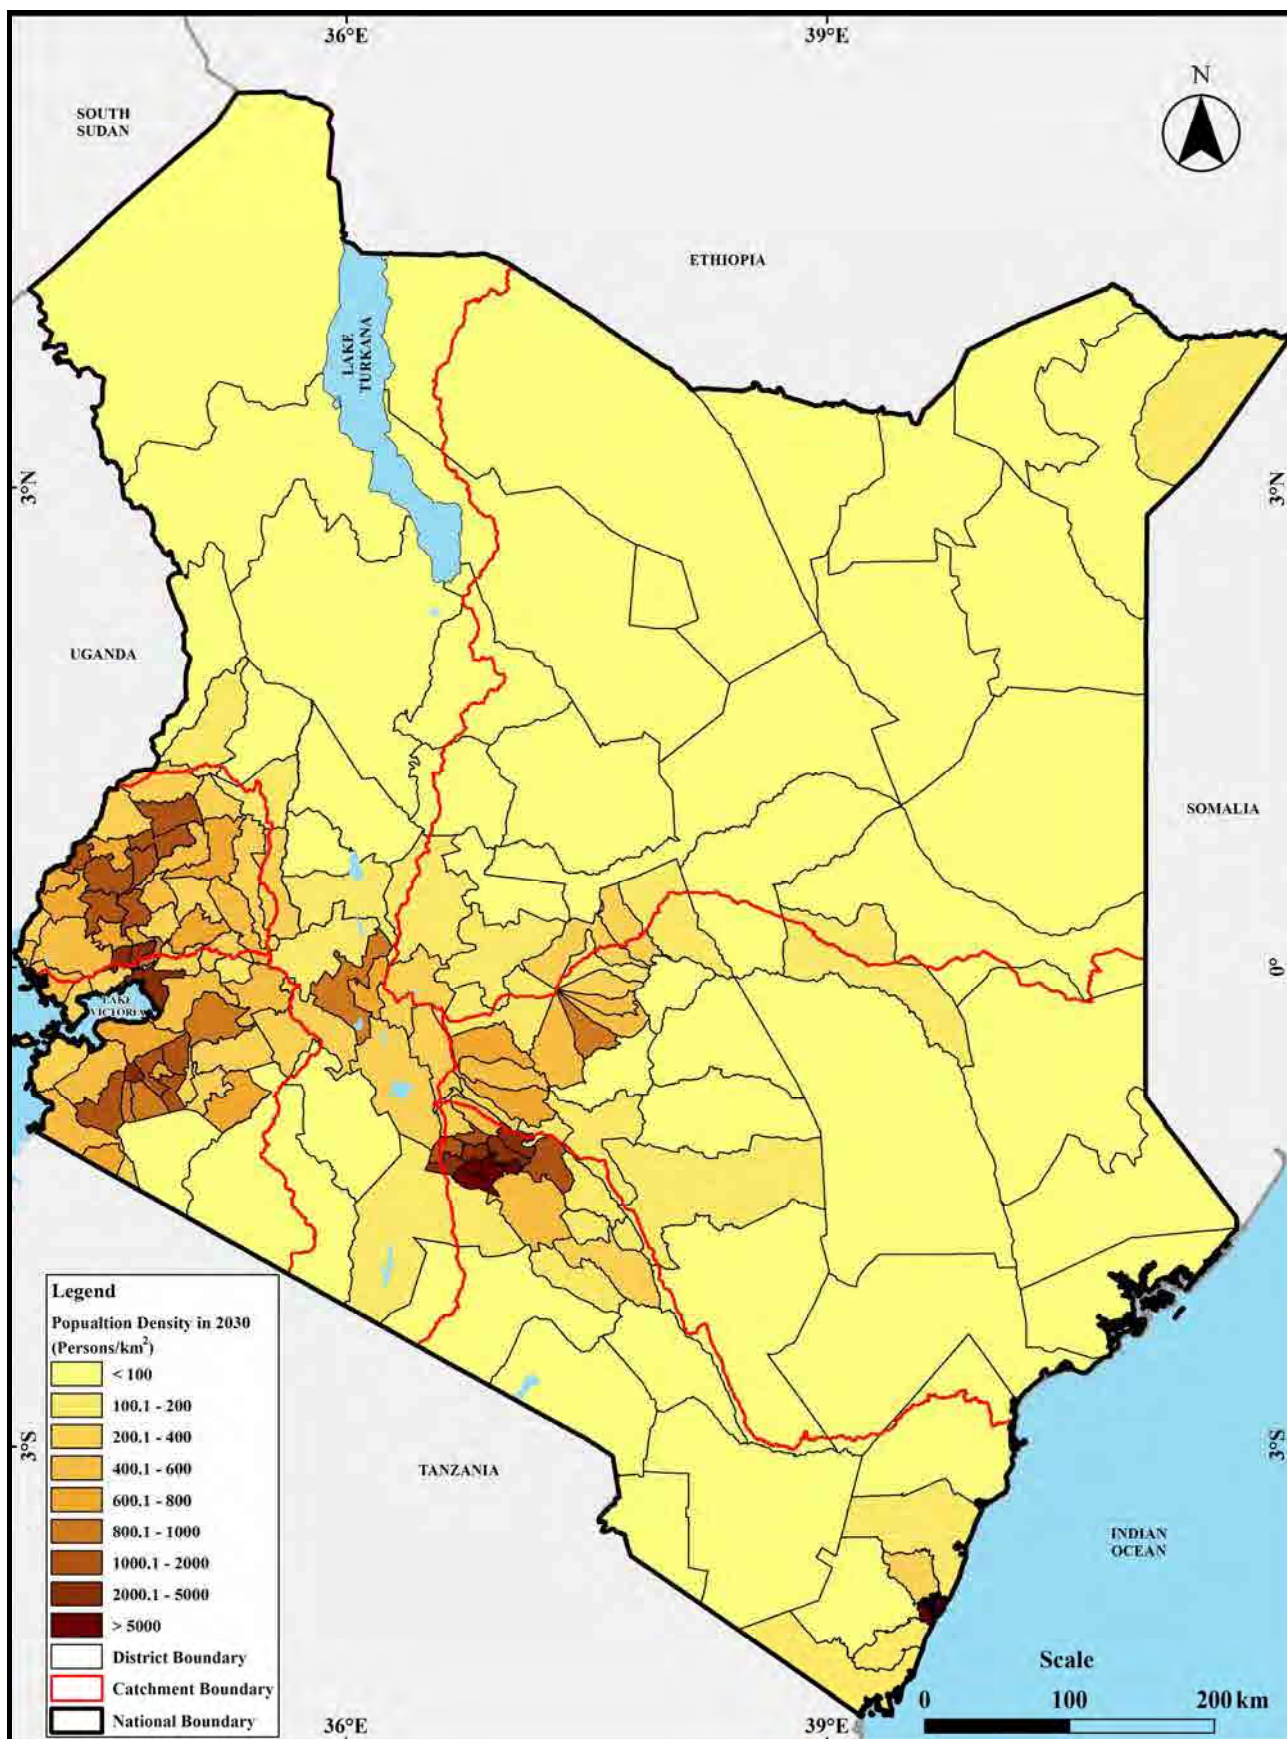 36°E
39°E
N
SOUTH
SUDAN
ETHIOPIA
LAKE
TURKANA
3°N
3°N
UGANDA
SOMALIA
0°
LAKE
VICTORIA
Legend
Popualtion Density in 2030
(Persons/km²)
< 100
100.1 - 200
200.1 - 400
400.1 - 600
600.1 - 800
800.1 - 1000
1000.1 - 2000
2000.1 - 5000
> 5000
District Boundary
Catchment Boundary
National Boundary
3°S
3°S
TANZANIA
INDIAN
OCEAN
Scale
0 100 200 km
36°E
39°E